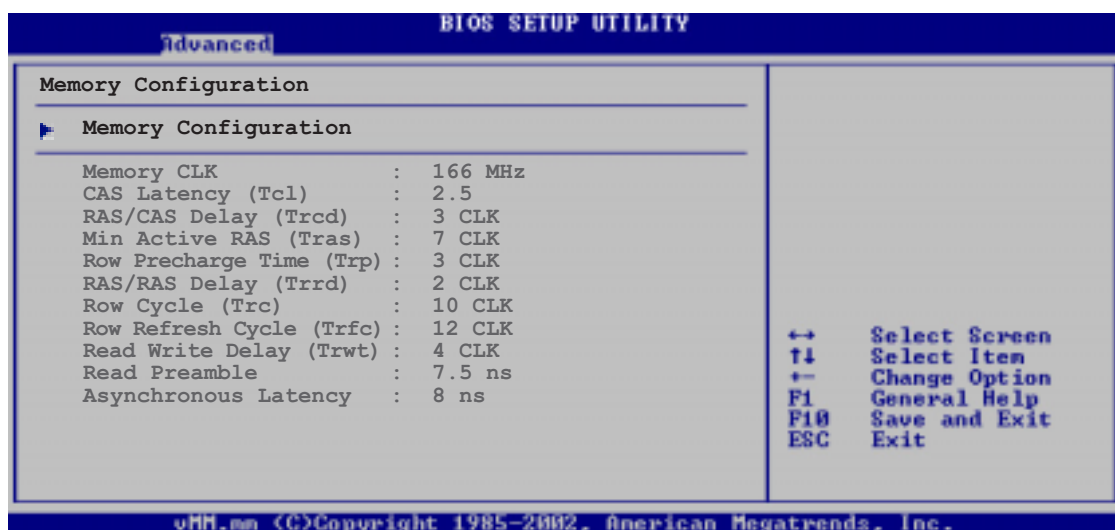 BIOS SETUP UTILITY
Advanced
Memory Configuration
Memory Configuration
Memory CLK : 166 MHz
CAS Latency (Tcl) : 2.5
RAS/CAS Delay (Trcd) : 3 CLK
Min Active RAS (Tras) : 7 CLK
Row Precharge Time (Trp) : 3 CLK
RAS/RAS Delay (Trrd) : 2 CLK
Row Cycle (Trc) : 10 CLK
Row Refresh Cycle (Trfc) : 12 CLK
Read Write Delay (Trwt) : 4 CLK
Read Preamble : 7.5 ns
Asynchronous Latency : 8 ns
↔ Select Screen
↑↓ Select Item
+- Change Option
F1 General Help
F10 Save and Exit
ESC Exit
vMM.mm (C)Copyright 1985-2002, American Megatrends, Inc.